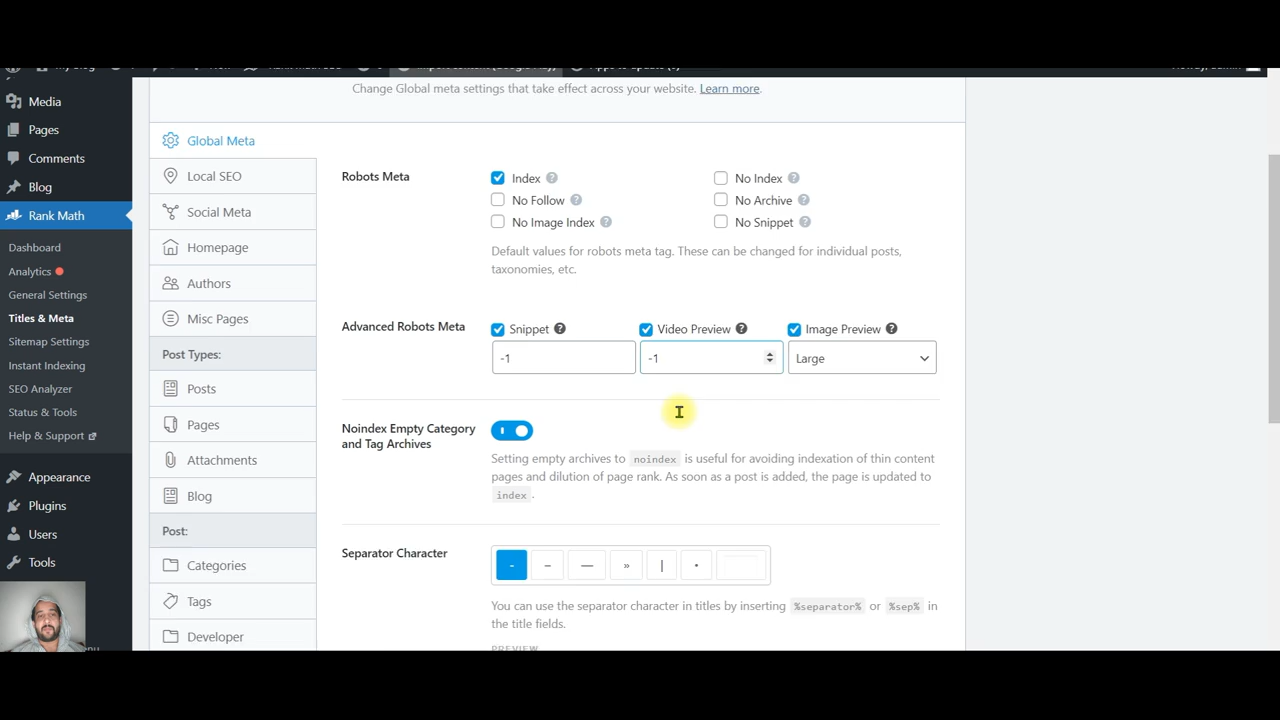 Change Global meta settings that take effect across your website. Learn more.
Media
Pages
Comments
Blog
Rank Math
Dashboard
Analytics
General Settings
Titles & Meta
Sitemap Settings
Instant Indexing
SEO Analyzer
Status & Tools
Help & Support
Appearance
Plugins
Users
Tools
Global Meta
Local SEO
Social Meta
Homepage
Authors
Misc Pages
Post Types:
Posts
Pages
Attachments
Blog
Post:
Categories
Tags
Developer
Robots Meta
Index
No Index
No Follow
No Archive
No Image Index
No Snippet
Default values for robots meta tag. These can be changed for individual posts,
taxonomies, etc.
Advanced Robots Meta
Snippet
Video Preview
Image Preview
-1
-1
Large
Noindex Empty Category
and Tag Archives
Setting empty archives to noindex is useful for avoiding indexation of thin content
pages and dilution of page rank. As soon as a post is added, the page is updated to
index .
Separator Character
- – — » | •
You can use the separator character in titles by inserting %separator% or %sep% in
the title fields.
PREVIEW